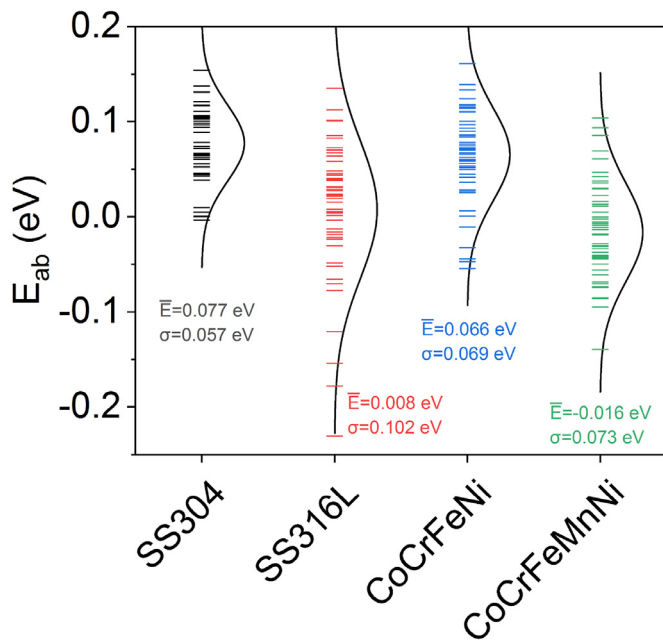 0.2
0.1
0.0
-0.1
-0.2
E_ab (eV)
E̅=0.077 eV
σ=0.057 eV
E̅=0.008 eV
σ=0.102 eV
E̅=0.066 eV
σ=0.069 eV
E̅=-0.016 eV
σ=0.073 eV
SS304
SS316L
CoCrFeNi
CoCrFeMnNi